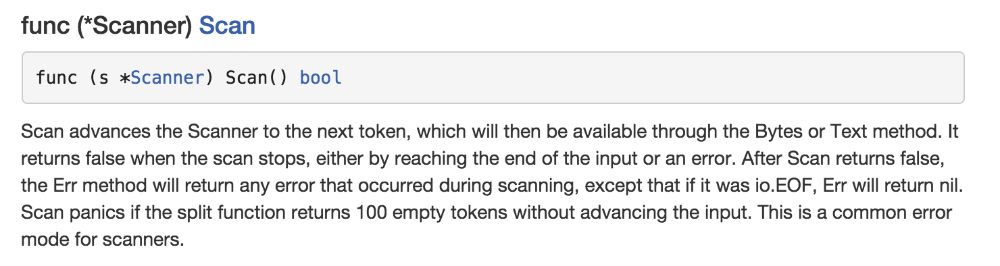 func (*Scanner) Scan
func (s *Scanner) Scan() bool
Scan advances the Scanner to the next token, which will then be available through the Bytes or Text method. It
returns false when the scan stops, either by reaching the end of the input or an error. After Scan returns false,
the Err method will return any error that occurred during scanning, except that if it was io.EOF, Err will return nil.
Scan panics if the split function returns 100 empty tokens without advancing the input. This is a common error
mode for scanners.